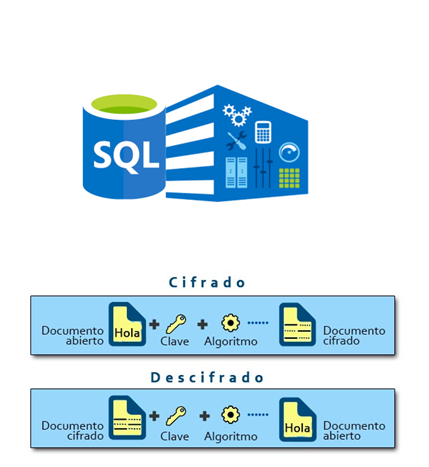 SQL
Cifrado
Documento abierto
Hola
Clave
Algoritmo
Documento cifrado
Descifrado
Documento cifrado
Clave
Algoritmo
Hola
Documento abierto